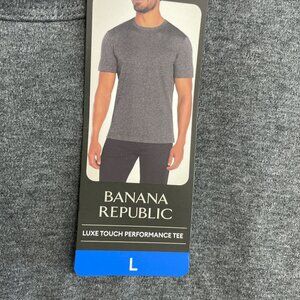 BANANA
REPUBLIC
LUXE TOUCH PERFORMANCE TEE
L